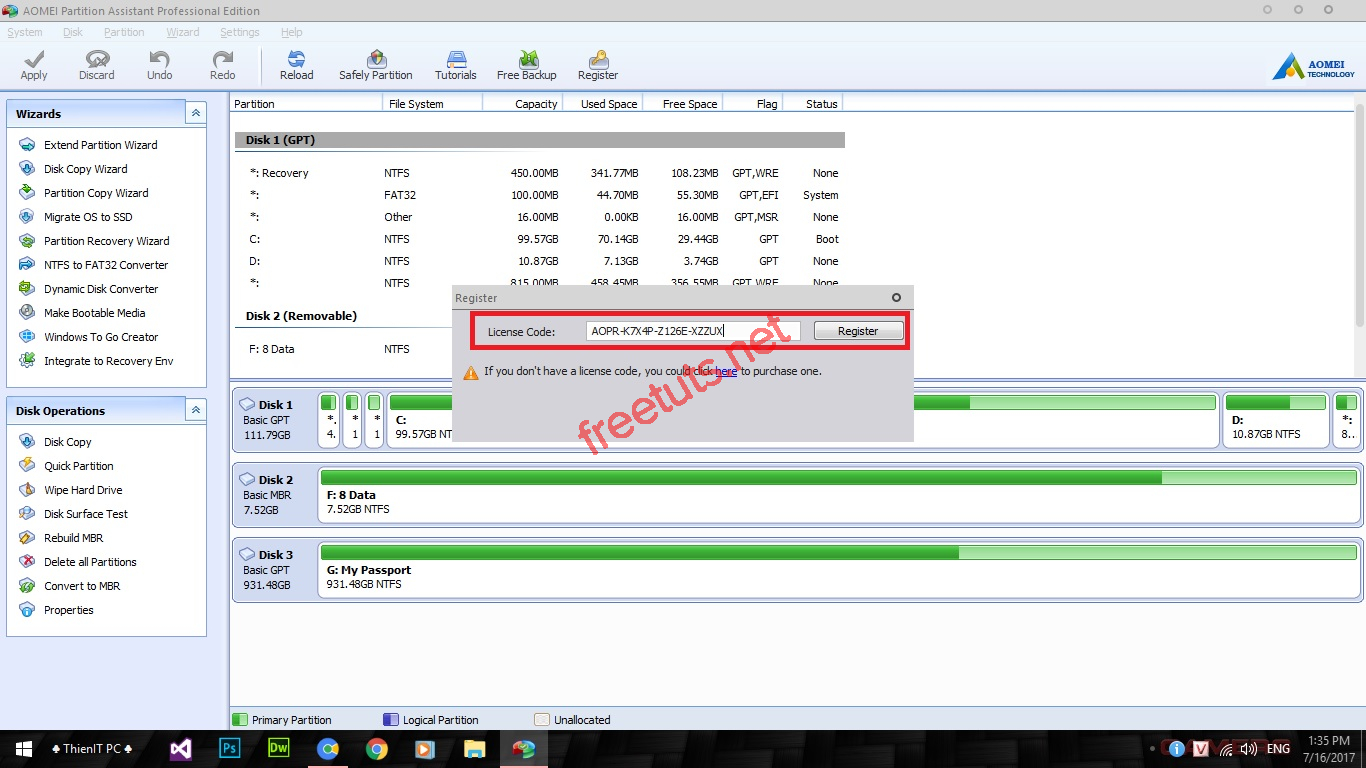 AOMEI Partition Assistant Professional Edition
System Disk Partition Wizard Settings Help
Apply Discard Undo Redo Reload Safely Partition Tutorials Free Backup Register
AOMEI
TECHNOLOGY
Wizards
Extend Partition Wizard
Disk Copy Wizard
Partition Copy Wizard
Migrate OS to SSD
Partition Recovery Wizard
NTFS to FAT32 Converter
Dynamic Disk Converter
Make Bootable Media
Windows To Go Creator
Integrate to Recovery Env
Disk Operations
Disk Copy
Quick Partition
Wipe Hard Drive
Disk Surface Test
Rebuild MBR
Delete all Partitions
Convert to MBR
Properties
Partition File System Capacity Used Space Free Space Flag Status
Disk 1 (GPT)
*: Recovery NTFS 450.00MB 341.77MB 108.23MB GPT,WRE None
*: FAT32 100.00MB 44.70MB 55.30MB GPT,EFI System
*: Other 16.00MB 0.00KB 16.00MB GPT,MSR None
C: NTFS 99.57GB 70.14GB 29.44GB GPT Boot
D: NTFS 10.87GB 7.13GB 3.74GB GPT None
*: NTFS 815.00MB 458.45MB 356.55MB GPT,WRE None
Disk 2 (Removable)
F: 8 Data NTFS
Register
License Code: AOPR-K7X4P-Z126E-XZZUX Register
If you don't have a license code, you could click here to purchase one.
freetuts.net
Disk 1
Basic GPT
111.79GB
*. * * C: D: *:
4. 1 1 99.57GB NT 10.87GB NTFS 8...
Disk 2
Basic MBR
7.52GB
F: 8 Data
7.52GB NTFS
Disk 3
Basic GPT
931.48GB
G: My Passport
931.48GB NTFS
Primary Partition Logical Partition Unallocated
♣ ThienIT PC ♣
Ps
Dw
V
ENG
1:35 PM
7/16/2017